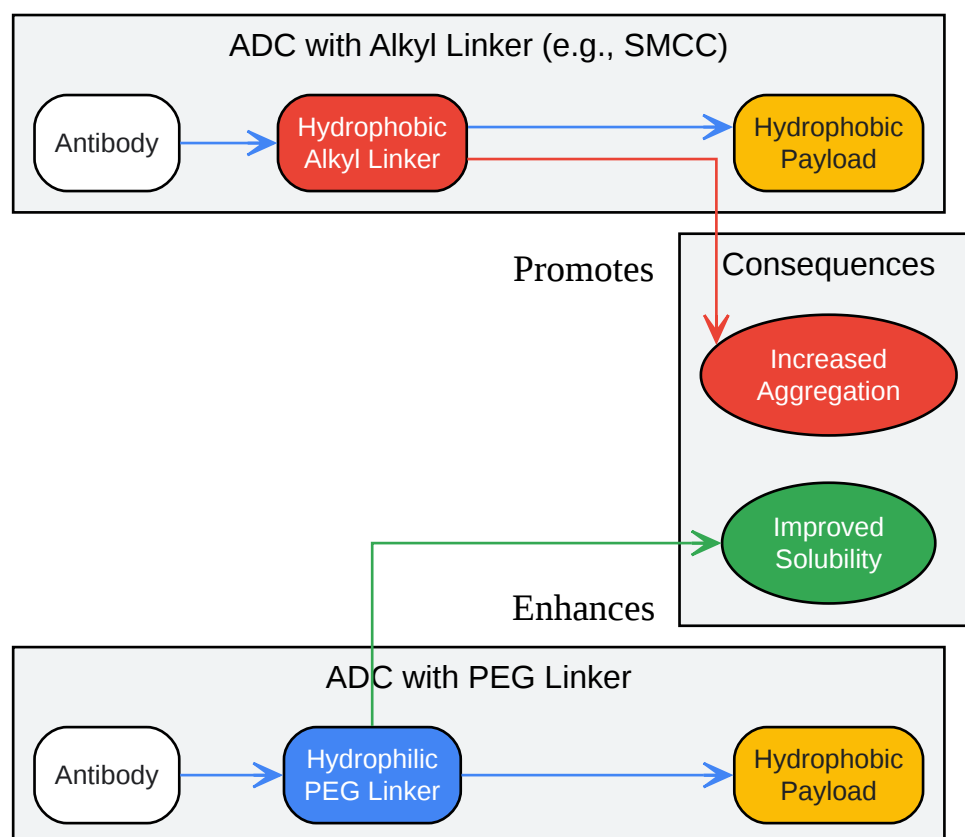 ADC with Alkyl Linker (e.g., SMCC)
Antibody
Hydrophobic
Alkyl Linker
Hydrophobic
Payload
Promotes
Consequences
Increased
Aggregation
Improved
Solubility
Enhances
ADC with PEG Linker
Antibody
Hydrophilic
PEG Linker
Hydrophobic
Payload